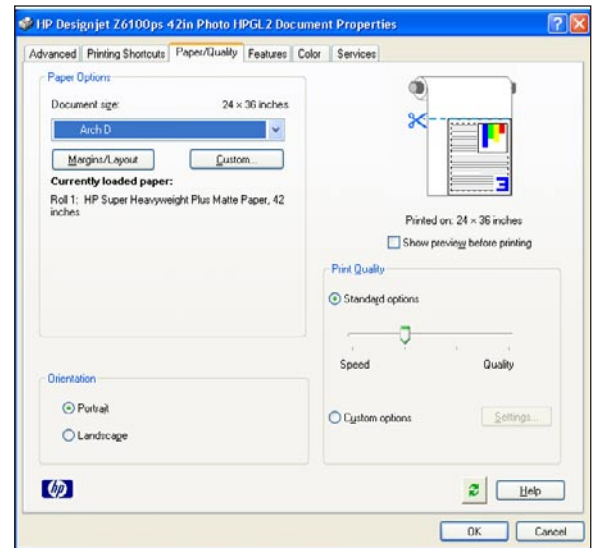 HP Designjet Z6100ps 42in Photo HPGL2 Document Properties
Advanced Printing Shortcuts Paper/Quality Features Color Services
Paper Options
Document size: 24 × 36 inches
Arch D
Margins/Layout Custom...
Currently loaded paper:
Roll 1: HP Super Heavyweight Plus Matte Paper, 42
inches
Printed on: 24 × 36 inches
Show preview before printing
Print Quality
Standard options
Speed Quality
Custom options Settings...
Orientation
Portrait
Landscape
hp
Help
OK Cancel